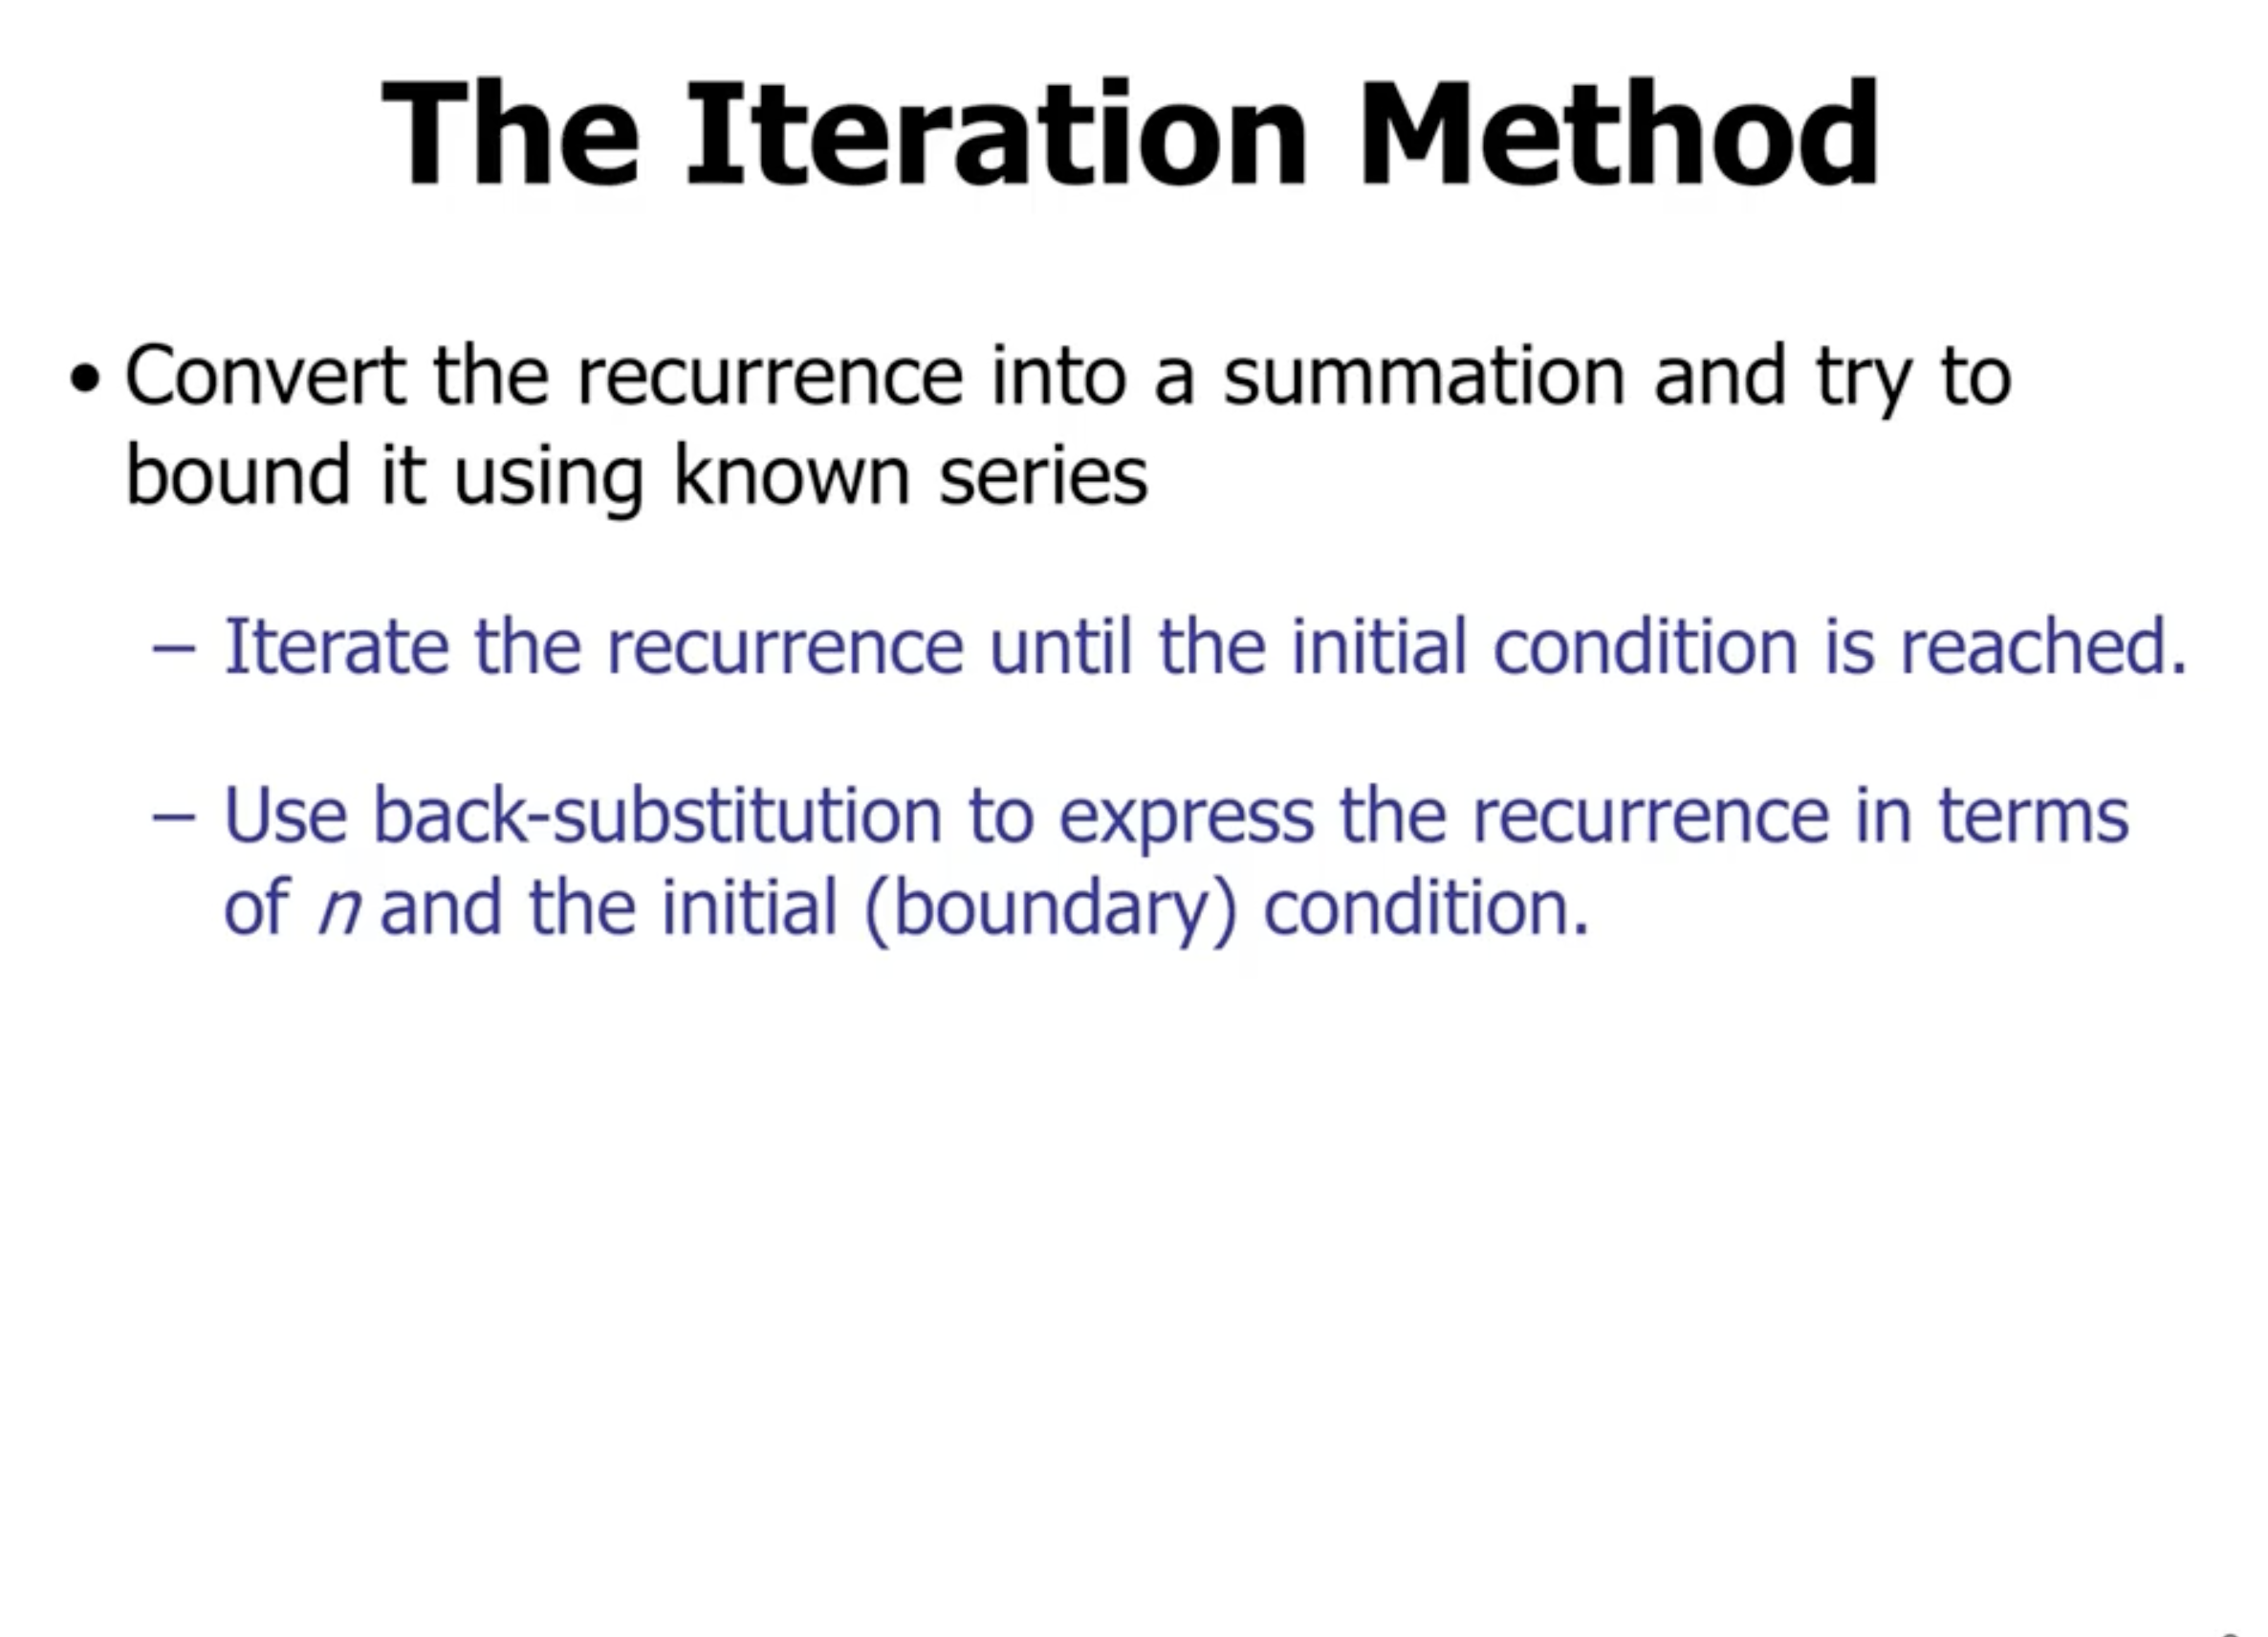 The Iteration Method
• Convert the recurrence into a summation and try to
bound it using known series
– Iterate the recurrence until the initial condition is reached.
– Use back-substitution to express the recurrence in terms
of n and the initial (boundary) condition.